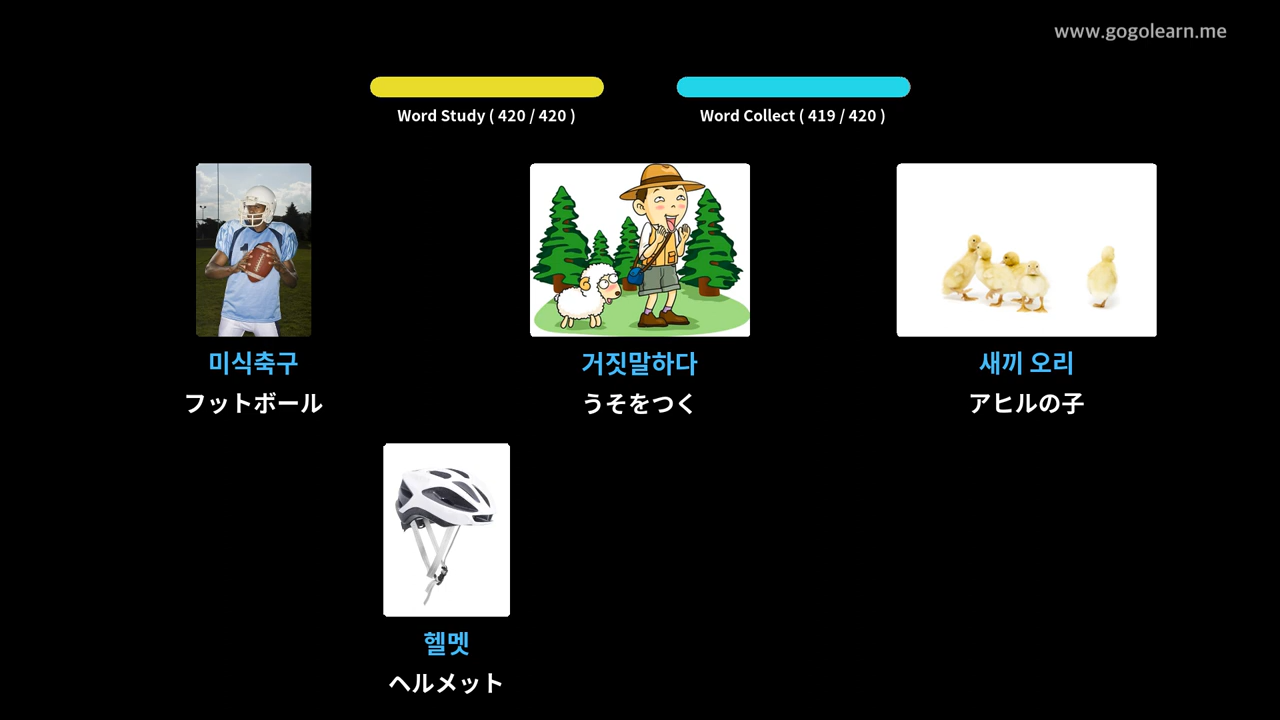 www.gogolearn.me
Word Study ( 420 / 420 )
Word Collect ( 419 / 420 )
미식축구
フットボール
거짓말하다
うそをつく
새끼 오리
アヒルの子
헬멧
ヘルメット